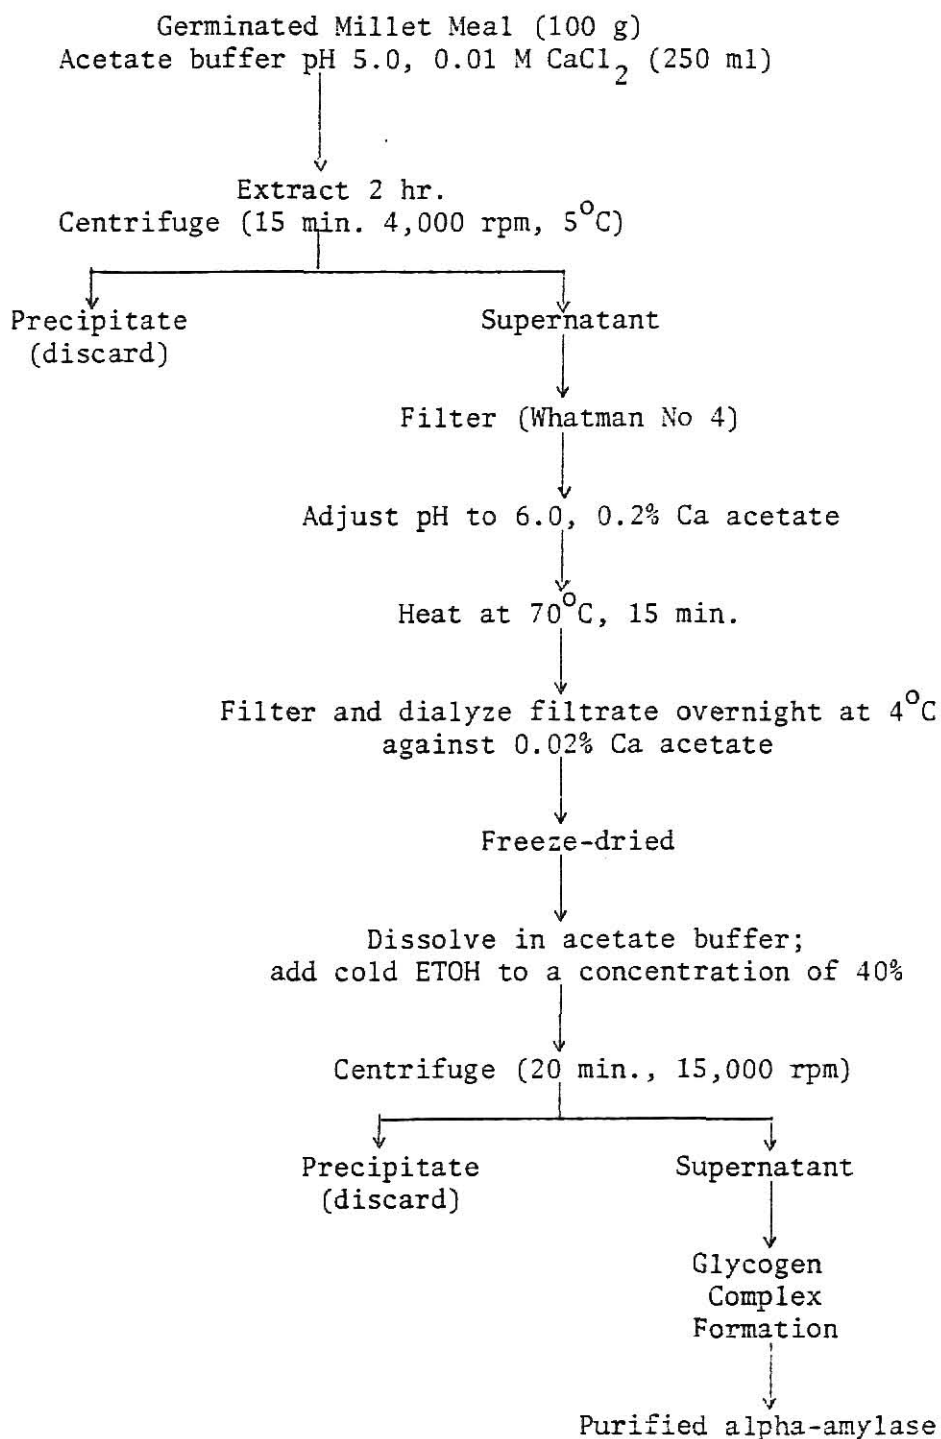 Germinated Millet Meal (100 g)
Acetate buffer pH 5.0, 0.01 M CaCl2 (250 ml)
Extract 2 hr.
Centrifuge (15 min. 4,000 rpm, 5°C)
Precipitate
(discard)
Supernatant
Filter (Whatman No 4)
Adjust pH to 6.0, 0.2% Ca acetate
Heat at 70°C, 15 min.
Filter and dialyze filtrate overnight at 4°C
against 0.02% Ca acetate
Freeze-dried
Dissolve in acetate buffer;
add cold ETOH to a concentration of 40%
Centrifuge (20 min., 15,000 rpm)
Precipitate
(discard)
Supernatant
Glycogen
Complex
Formation
Purified alpha-amylase